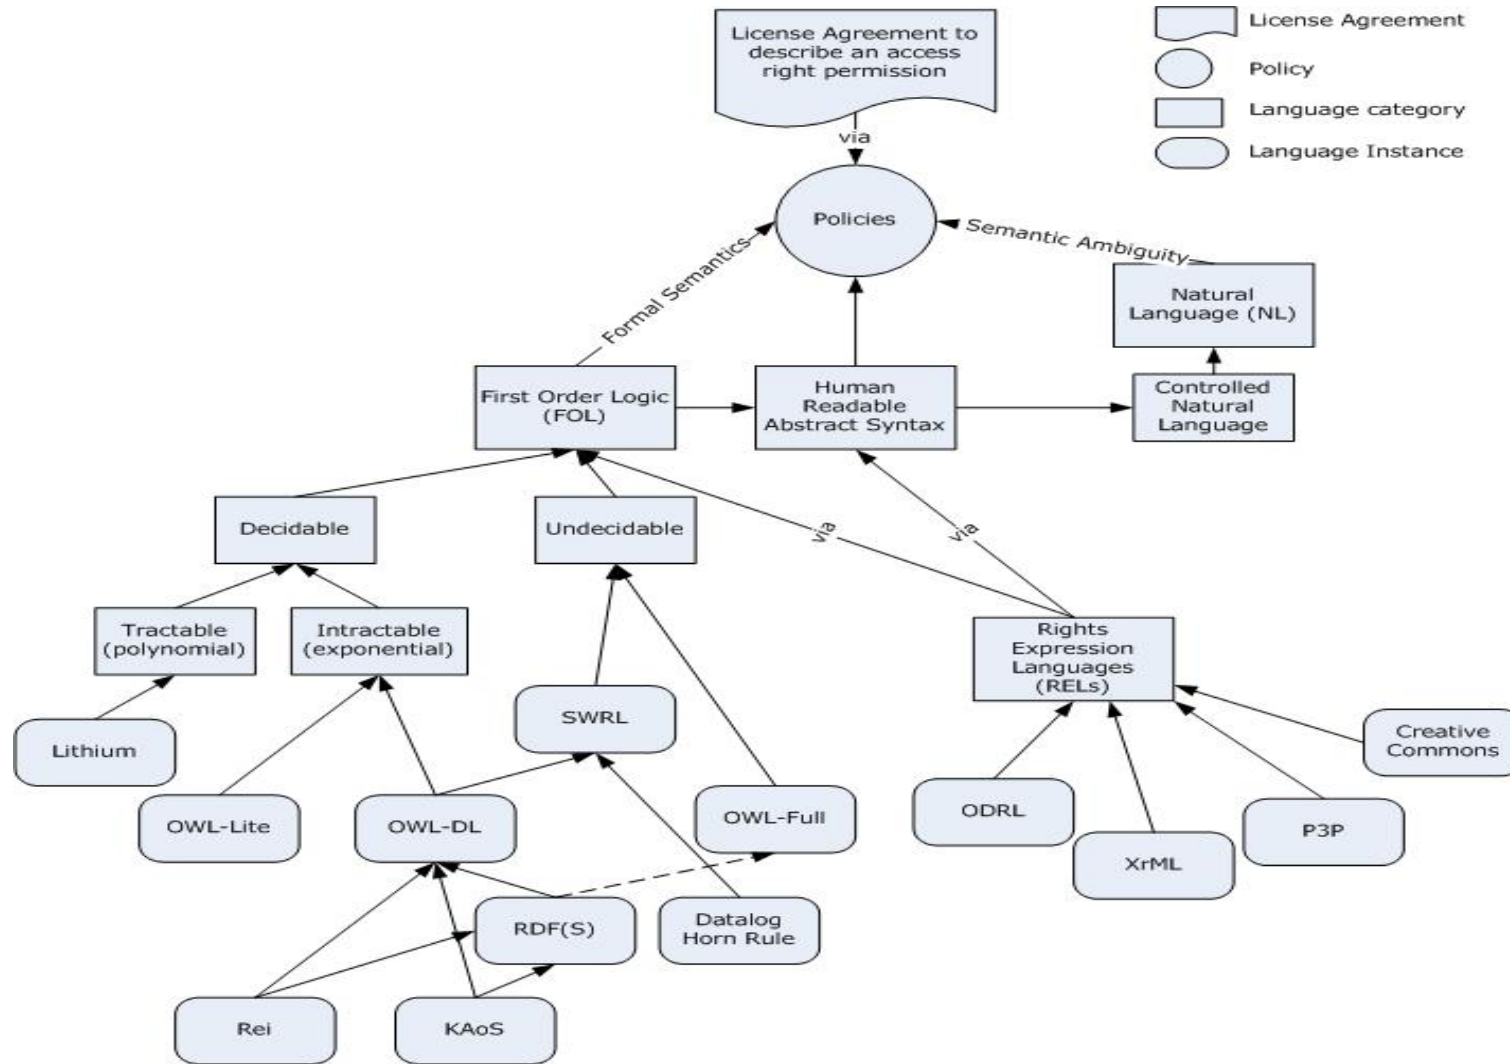 License Agreement to
describe an access
right permission
License Agreement
Policy
Language category
Language Instance
via
Policies
Semantic Ambiguity
Formal Semantics
Natural
Language (NL)
First Order Logic
(FOL)
Human
Readable
Abstract Syntax
Controlled
Natural
Language
Decidable
Undecidable
via
via
Tractable
(polynomial)
Intractable
(exponential)
Rights
Expression
Languages
(RELs)
SWRL
Lithium
Creative
Commons
OWL-Lite
OWL-DL
OWL-Full
ODRL
P3P
XrML
RDF(S)
Datalog
Horn Rule
Rei
KAoS